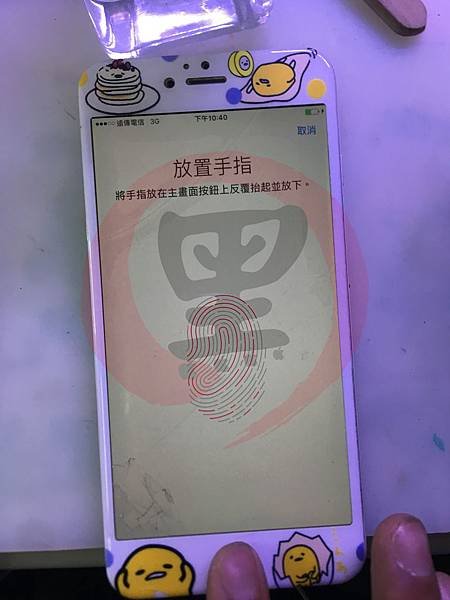 遠傳電信 3G
下午10:40
取消
放置手指
將手指放在主畫面按鈕上反覆抬起並放下。